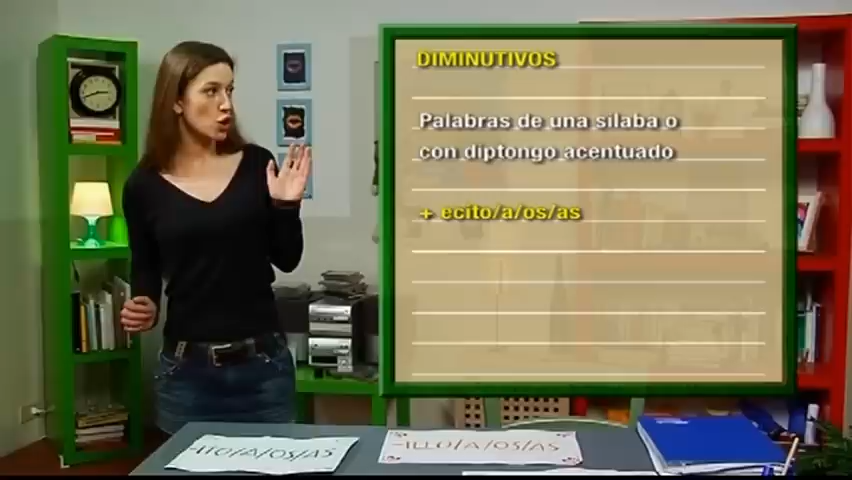 DIMINUTIVOS
Palabras de una sílaba o
con diptongo acentuado
+ ecito/a/os/as
-ITO/A/OS/AS
-ILLO/A/OS/AS